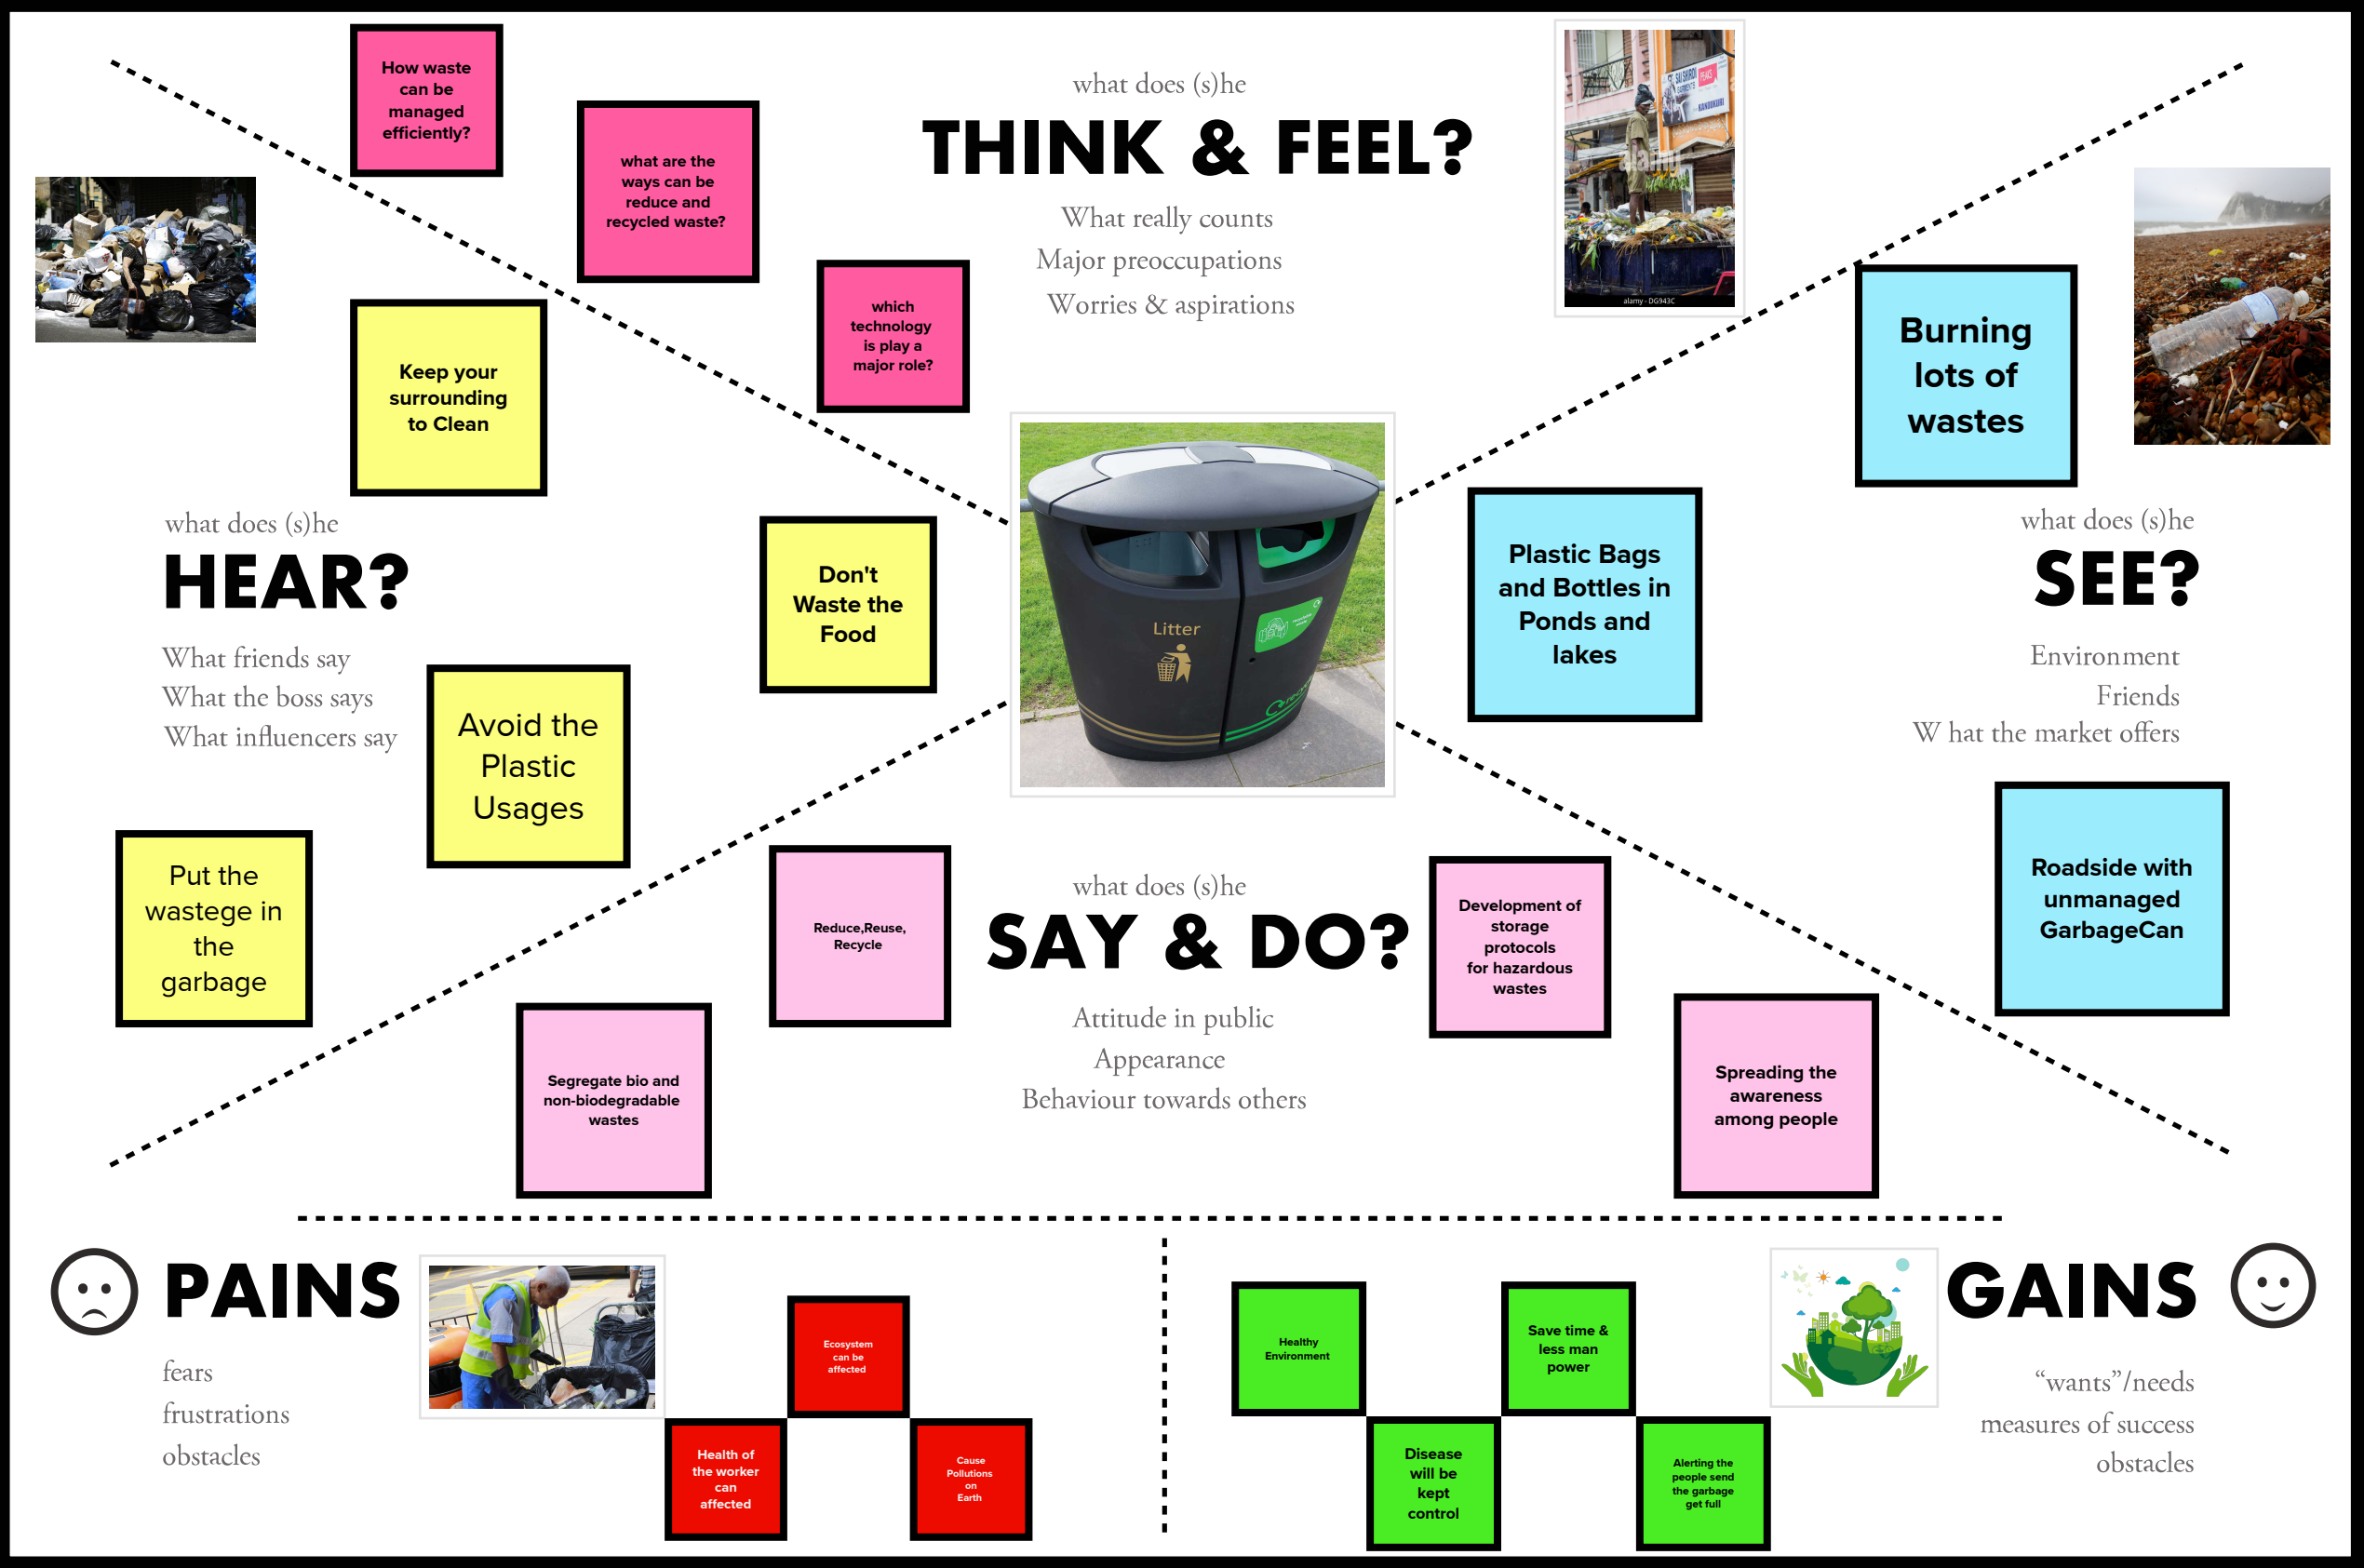 How waste
can be
managed
efficiently?
what are the
ways can be
reduce and
recycled waste?
which
technology
is play a
major role?
what does (s)he
THINK & FEEL?
What really counts
Major preoccupations
Worries & aspirations
SAI SHIRDI
GARMENTS
KANDUKURI
alamy
alamy - DG943C
Keep your
surrounding
to Clean
Don't
Waste the
Food
what does (s)he
HEAR?
What friends say
What the boss says
What influencers say
Avoid the
Plastic
Usages
Put the
wastege in
the
garbage
Litter
recycle
Burning
lots of
wastes
Plastic Bags
and Bottles in
Ponds and
lakes
what does (s)he
SEE?
Environment
Friends
W hat the market offers
Roadside with
unmanaged
GarbageCan
Reduce,Reuse,
Recycle
Segregate bio and
non-biodegradable
wastes
what does (s)he
SAY & DO?
Attitude in public
Appearance
Behaviour towards others
Development of
storage
protocols
for hazardous
wastes
Spreading the
awareness
among people
PAINS
fears
frustrations
obstacles
Ecosystem
can be
affected
Health of
the worker
can
affected
Cause
Pollutions
on
Earth
Healthy
Environment
Save time &
less man
power
Disease
will be
kept
control
Alerting the
people send
the garbage
get full
GAINS
“wants”/needs
measures of success
obstacles